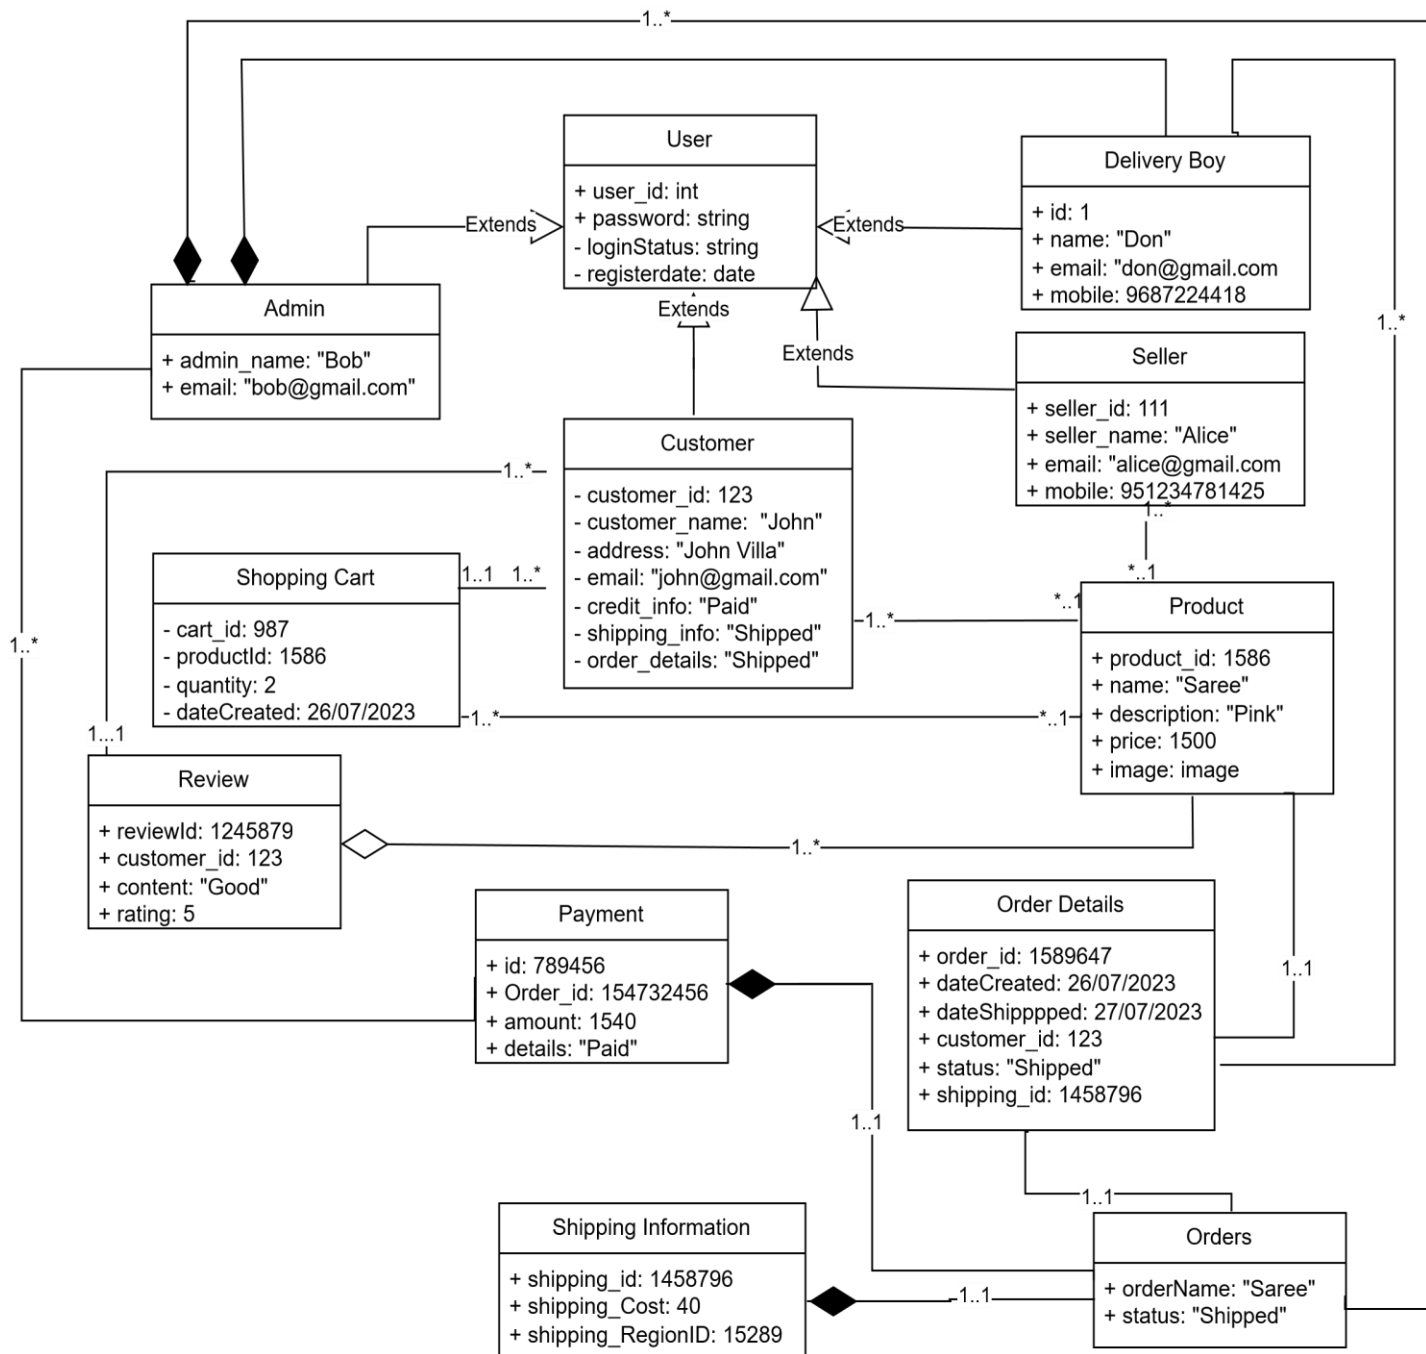 1..*
User
+ user_id: int
+ password: string
- loginStatus: string
- registerdate: date
Delivery Boy
+ id: 1
+ name: "Don"
+ email: "don@gmail.com
+ mobile: 9687224418
Extends
Extends
Extends
Extends
Admin
+ admin_name: "Bob"
+ email: "bob@gmail.com"
1..*
Seller
+ seller_id: 111
+ seller_name: "Alice"
+ email: "alice@gmail.com
+ mobile: 951234781425
1..*
*..1
Customer
- customer_id: 123
- customer_name:  "John"
- address: "John Villa"
- email: "john@gmail.com"
- credit_info: "Paid"
- shipping_info: "Shipped"
- order_details: "Shipped"
1..*
Shopping Cart
- cart_id: 987
- productId: 1586
- quantity: 2
- dateCreated: 26/07/2023
1..1
1..*
1..*
*..1
1..*
*..1
1..*
Product
+ product_id: 1586
+ name: "Saree"
+ description: "Pink"
+ price: 1500
+ image: image
1...1
Review
+ reviewId: 1245879
+ customer_id: 123
+ content: "Good"
+ rating: 5
1..*
Payment
+ id: 789456
+ Order_id: 154732456
+ amount: 1540
+ details: "Paid"
Order Details
+ order_id: 1589647
+ dateCreated: 26/07/2023
+ dateShipppped: 27/07/2023
+ customer_id: 123
+ status: "Shipped"
+ shipping_id: 1458796
1..1
1..1
1..1
Shipping Information
+ shipping_id: 1458796
+ shipping_Cost: 40
+ shipping_RegionID: 15289
1..1
Orders
+ orderName: "Saree"
+ status: "Shipped"